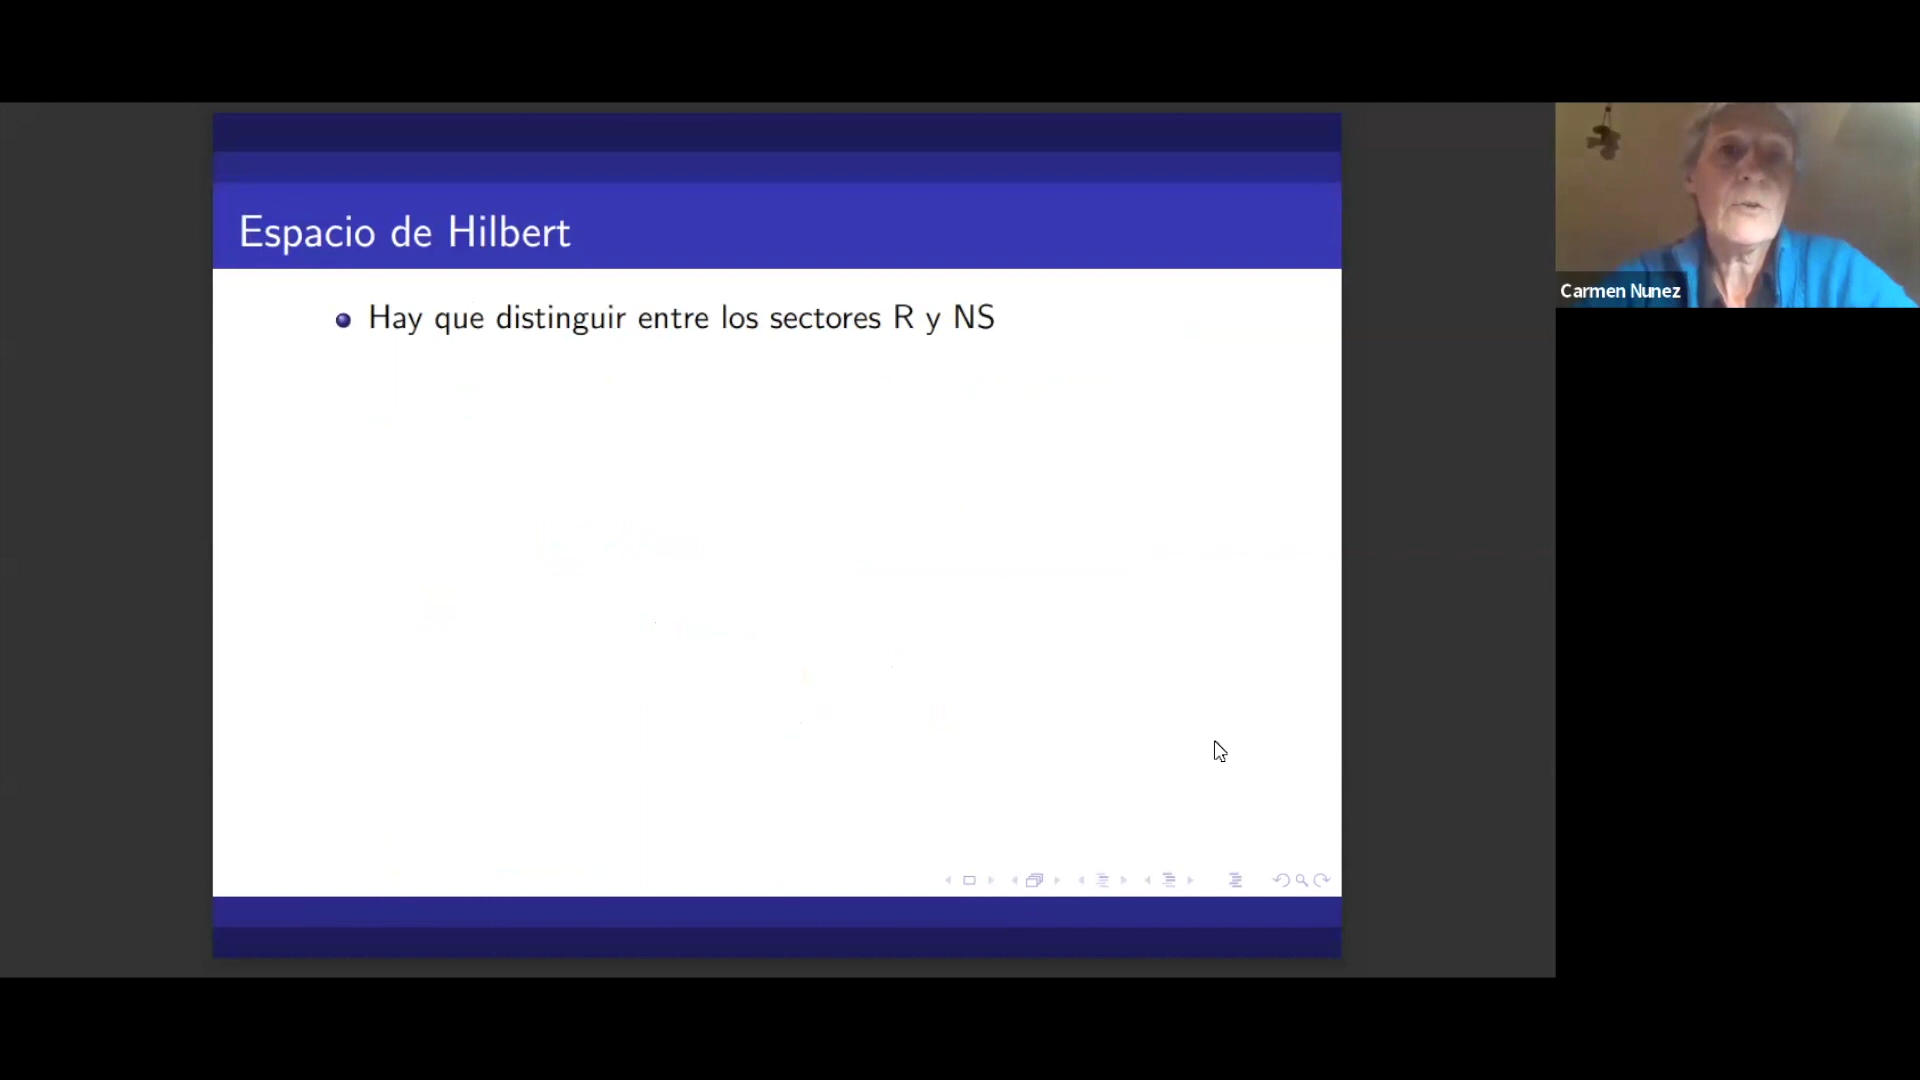 Espacio de Hilbert
Hay que distinguir entre los sectores R y NS
Carmen Nunez